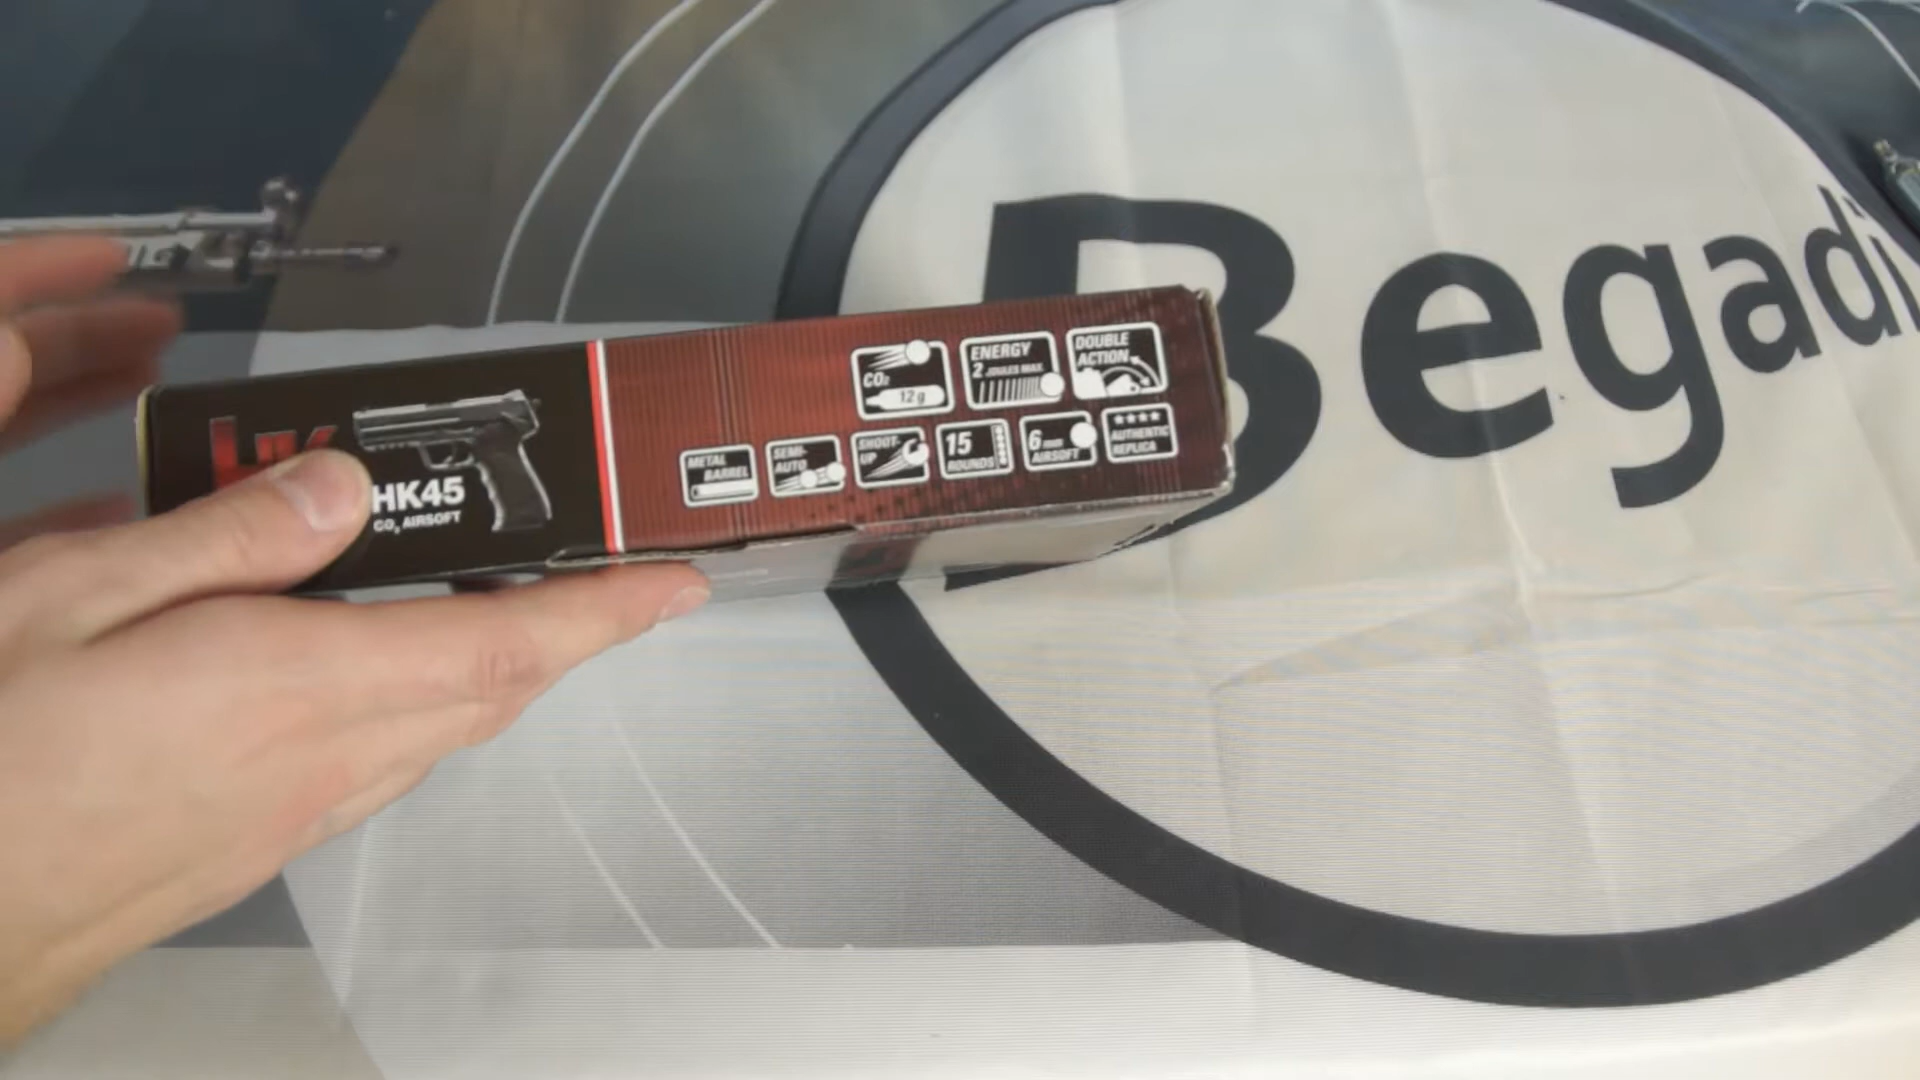 Begadi
HK
HK45
CO₂ AIRSOFT
CO₂
12g
ENERGY
2 JOULES MAX.
DOUBLE
ACTION
METAL
BARREL
SEMI-
AUTO
SHOOT-
UP
15
ROUNDS
6 mm
AIRSOFT
AUTHENTIC
REPLICA